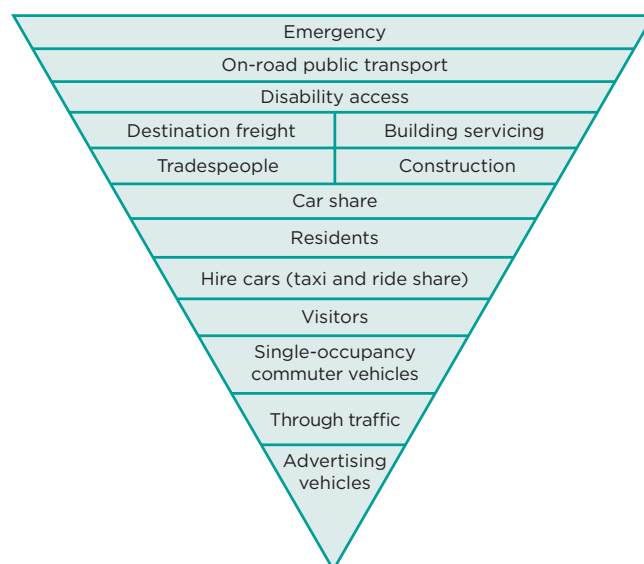 Emergency
On-road public transport
Disability access
Destination freight
Building servicing
Tradespeople
Construction
Car share
Residents
Hire cars (taxi and ride share)
Visitors
Single-occupancy
commuter vehicles
Through traffic
Advertising
vehicles